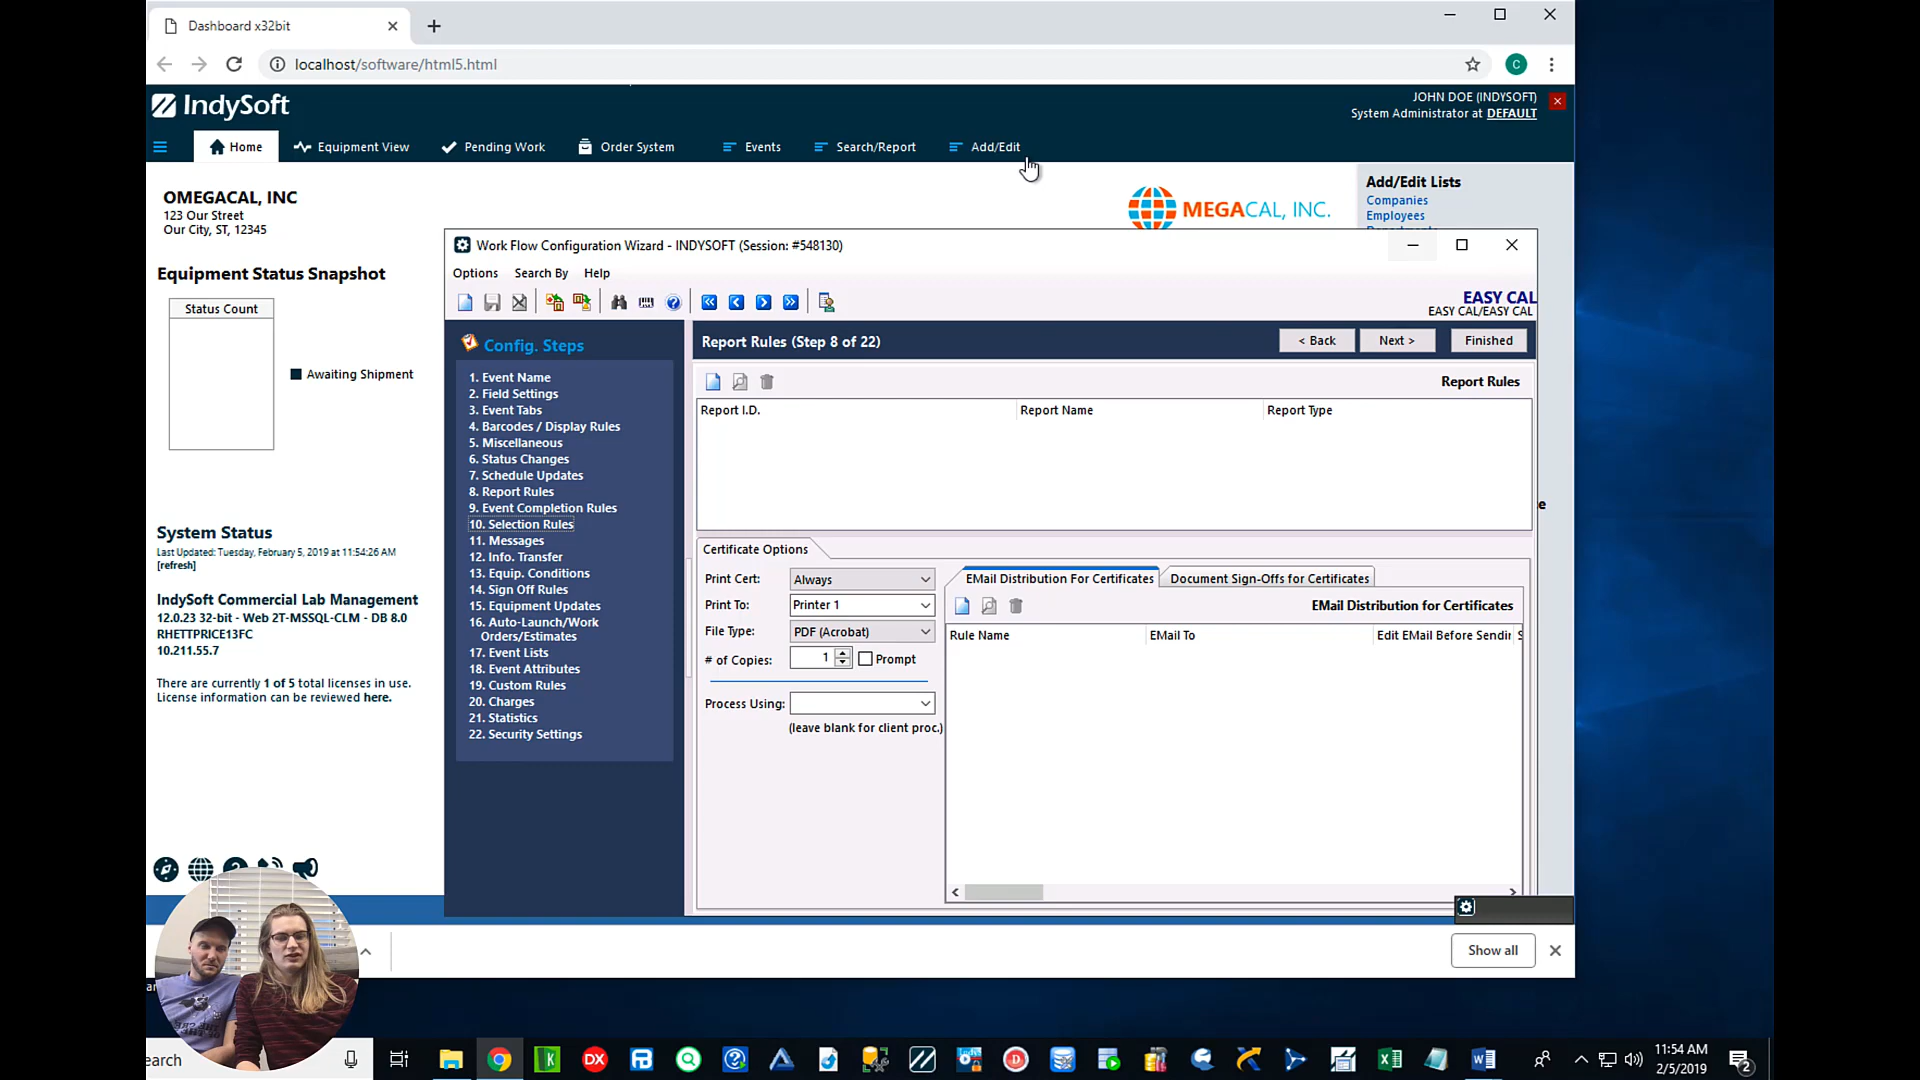 Dashboard x32bit
localhost/software/html5.html
C
IndySoft
JOHN DOE (INDYSOFT)
System Administrator at DEFAULT
Home
Equipment View
Pending Work
Order System
Events
Search/Report
Add/Edit
OMEGACAL, INC
123 Our Street
Our City, ST, 12345
MEGACAL, INC.
Add/Edit Lists
Companies
Employees
Equipment Status Snapshot
Status Count
Awaiting Shipment
System Status
Last Updated: Tuesday, February 5, 2019 at 11:54:26 AM
[refresh]
IndySoft Commercial Lab Management
12.0.23 32-bit - Web 2T-MSSQL-CLM - DB 8.0
RHETTPRICE13FC
10.211.55.7
There are currently 1 of 5 total licenses in use.
License information can be reviewed here.
Work Flow Configuration Wizard - INDYSOFT (Session: #548130)
Options
Search By
Help
EASY CAL
EASY CAL/EASY CAL
Config. Steps
1. Event Name
2. Field Settings
3. Event Tabs
4. Barcodes / Display Rules
5. Miscellaneous
6. Status Changes
7. Schedule Updates
8. Report Rules
9. Event Completion Rules
10. Selection Rules
11. Messages
12. Info. Transfer
13. Equip. Conditions
14. Sign Off Rules
15. Equipment Updates
16. Auto-Launch/Work
Orders/Estimates
17. Event Lists
18. Event Attributes
19. Custom Rules
20. Charges
21. Statistics
22. Security Settings
Report Rules (Step 8 of 22)
< Back
Next >
Finished
Report Rules
Report I.D.
Report Name
Report Type
Certificate Options
Print Cert:
Always
Print To:
Printer 1
File Type:
PDF (Acrobat)
# of Copies:
1
Prompt
Process Using:
(leave blank for client proc.)
EMail Distribution For Certificates
Document Sign-Offs for Certificates
EMail Distribution for Certificates
Rule Name
EMail To
Edit EMail Before Sendin
S
e
Show all
earch
DX
11:54 AM
2/5/2019
2